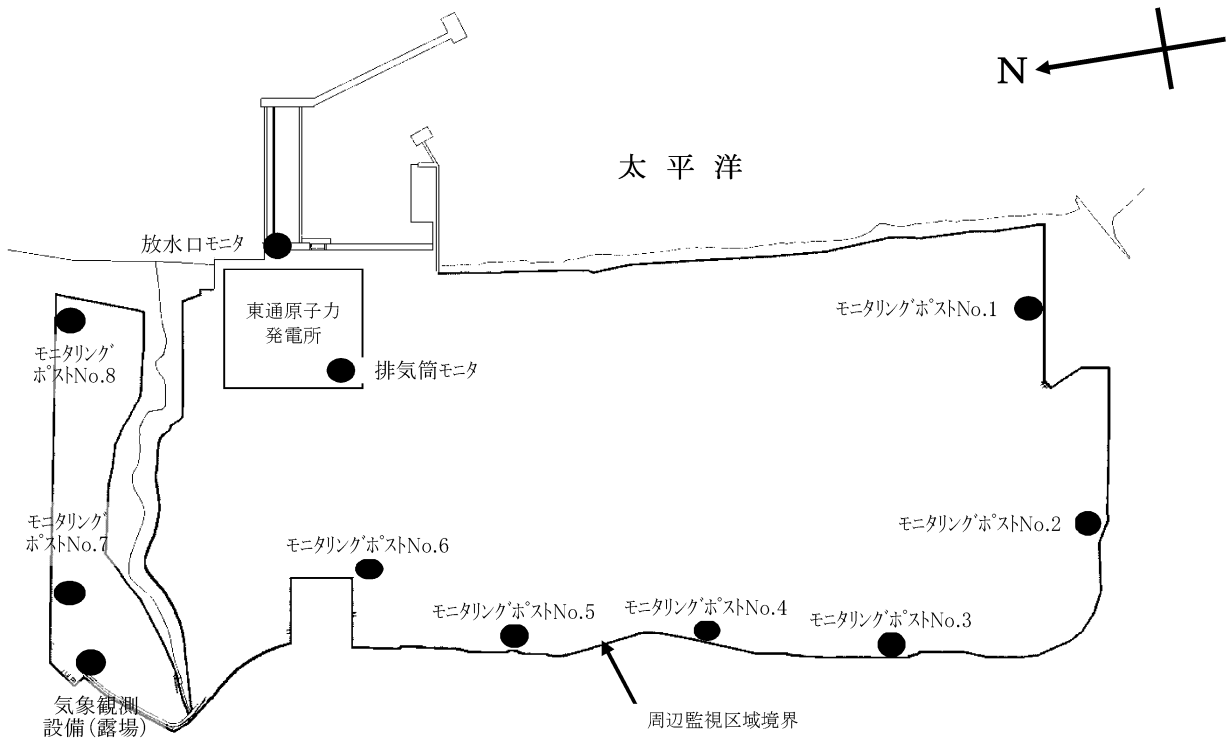 N
太平洋
放水口モニタ
東通原子力
発電所
排気筒モニタ
モニタリングポストNo.1
モニタリング
ポストNo.8
モニタリングポストNo.2
モニタリング
ポストNo.7
モニタリングポストNo.6
モニタリングポストNo.5
モニタリングポストNo.4
モニタリングポストNo.3
気象観測
設備(露場)
周辺監視区域境界